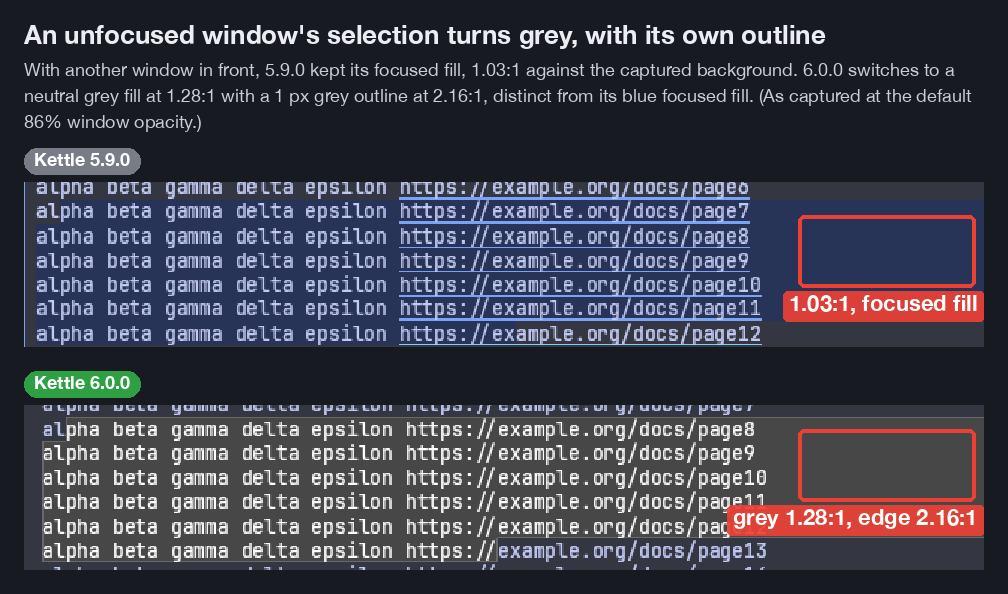 An unfocused window's selection turns grey, with its own outline
With another window in front, 5.9.0 kept its focused fill, 1.03:1 against the captured background. 6.0.0 switches to a
neutral grey fill at 1.28:1 with a 1 px grey outline at 2.16:1, distinct from its blue focused fill. (As captured at the default
86% window opacity.)
Kettle 5.9.0
alpha beta gamma delta epsilon https://example.org/docs/page6
alpha beta gamma delta epsilon https://example.org/docs/page7
alpha beta gamma delta epsilon https://example.org/docs/page8
alpha beta gamma delta epsilon https://example.org/docs/page9
alpha beta gamma delta epsilon https://example.org/docs/page10
alpha beta gamma delta epsilon https://example.org/docs/page11
1.03:1, focused fill
alpha beta gamma delta epsilon https://example.org/docs/page12
Kettle 6.0.0
alpha beta gamma delta epsilon https://example.org/docs/page7
alpha beta gamma delta epsilon https://example.org/docs/page8
alpha beta gamma delta epsilon https://example.org/docs/page9
alpha beta gamma delta epsilon https://example.org/docs/page10
alpha beta gamma delta epsilon https://example.org/docs/page11
alpha beta gamma delta epsilon https://example.org/docs/
grey 1.28:1, edge 2.16:1
alpha beta gamma delta epsilon https://example.org/docs/page13